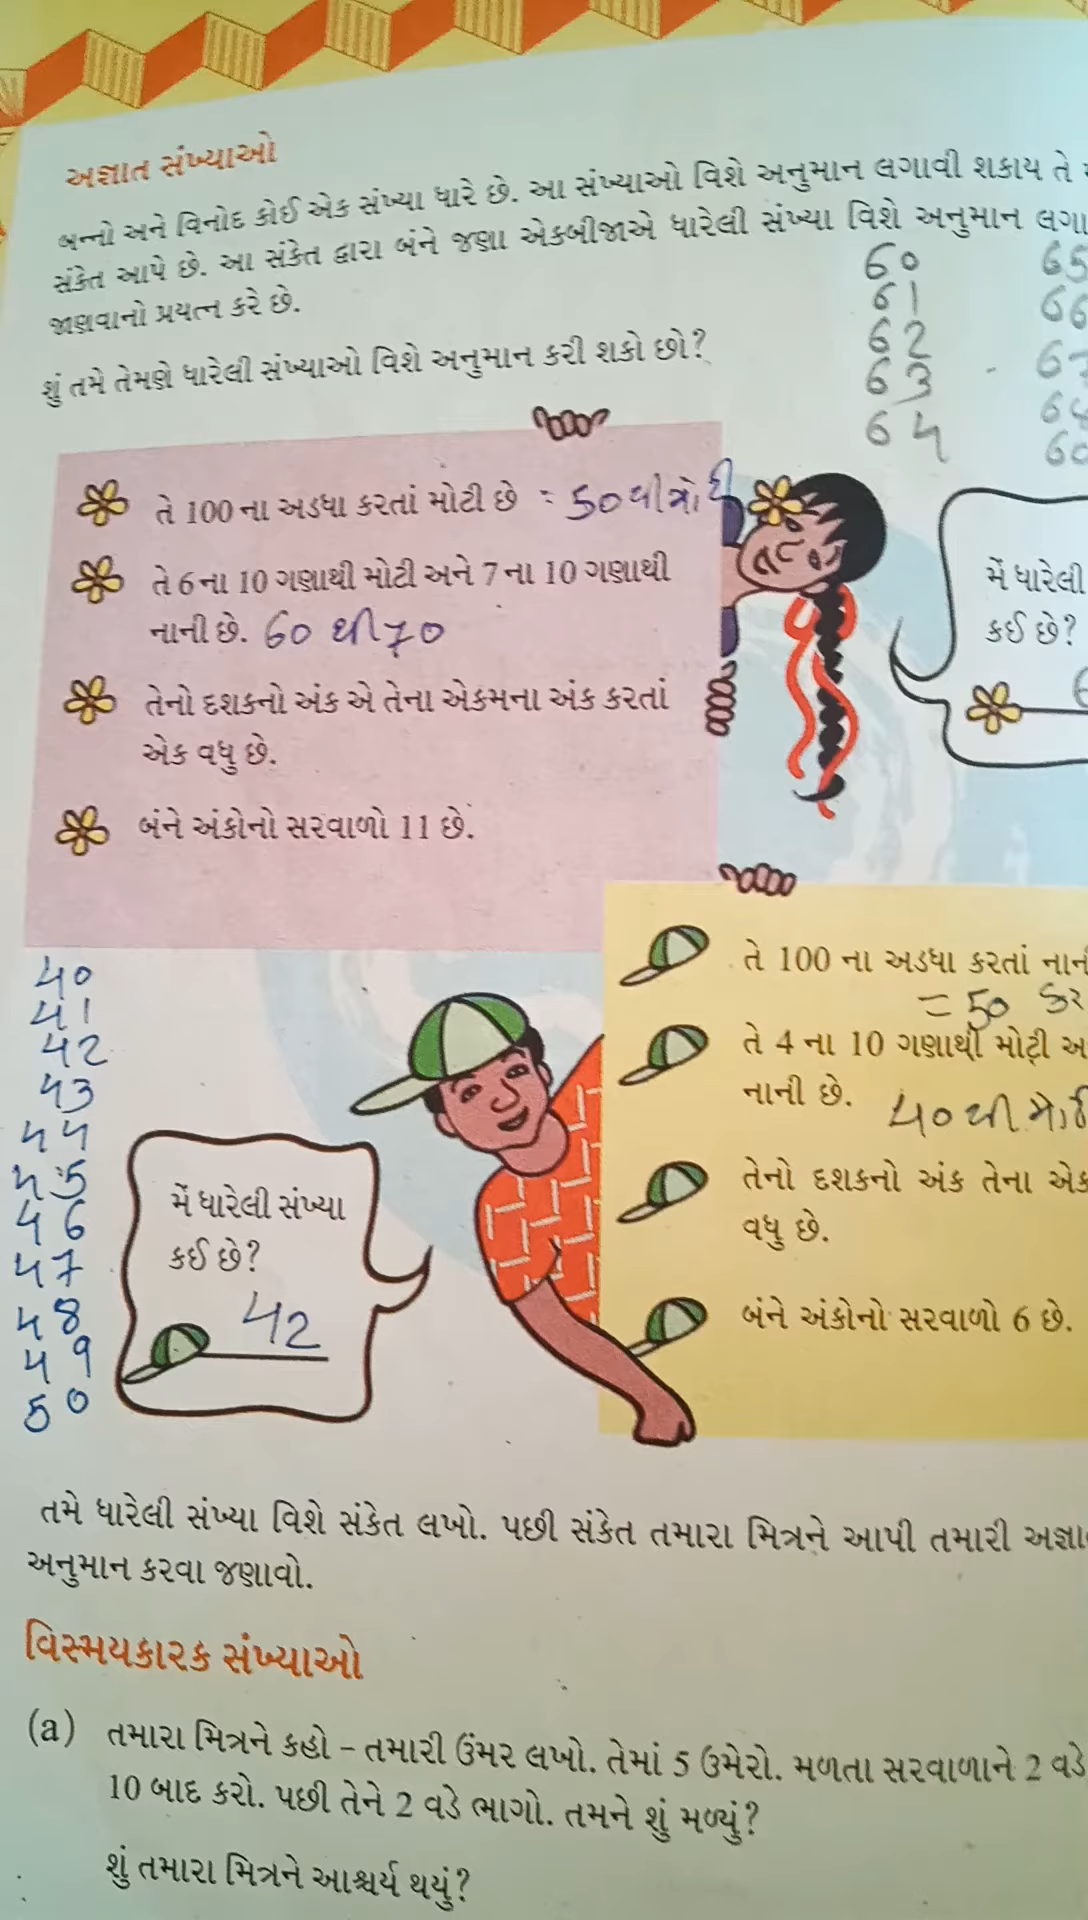 અજ્ઞાત સંખ્યાઓ
બન્નો અને વિનોદ કોઈ એક સંખ્યા ધારે છે. આ સંખ્યાઓ વિશે અનુમાન લગાવી શકાય તે
સંકેત આપે છે. આ સંકેત દ્વારા બંને જણા એકબીજાએ ધારેલી સંખ્યા વિશે અનુમાન લગા
જાણવાનો પ્રયત્ન કરે છે.
60 65
61 66
62
63
64
શું તમે તેમણે ધારેલી સંખ્યાઓ વિશે અનુમાન કરી શકો છો?
તે 100 ના અડધા કરતાં મોટી છે = 50
તે 6 ના 10 ગણાથી મોટી અને 7 ના 10 ગણાથી
નાની છે. 60 થી 70
તેનો દશકનો અંક એ તેના એકમના અંક કરતાં
એક વધુ છે.
બંને અંકોનો સરવાળો 11 છે.
મેં ધારેલી
કઈ છે?
તે 100 ના અડધા કરતાં નાની
= 50 કર
તે 4 ના 10 ગણાથી મોટી અ
નાની છે. 40 થી
તેનો દશકનો અંક તેના એક
વધુ છે.
બંને અંકોનો સરવાળો 6 છે.
40
41
42
43
44
45
46
47
48
49
50
મેં ધારેલી સંખ્યા
કઈ છે?
42
તમે ધારેલી સંખ્યા વિશે સંકેત લખો. પછી સંકેત તમારા મિત્રને આપી તમારી અજ્ઞા
અનુમાન કરવા જણાવો.
વિસ્મયકારક સંખ્યાઓ
(a) તમારા મિત્રને કહો – તમારી ઉંમર લખો. તેમાં 5 ઉમેરો. મળતા સરવાળાને 2 વડે
10 બાદ કરો. પછી તેને 2 વડે ભાગો. તમને શું મળ્યું?
શું તમારા મિત્રને આશ્ચર્ય થયું?